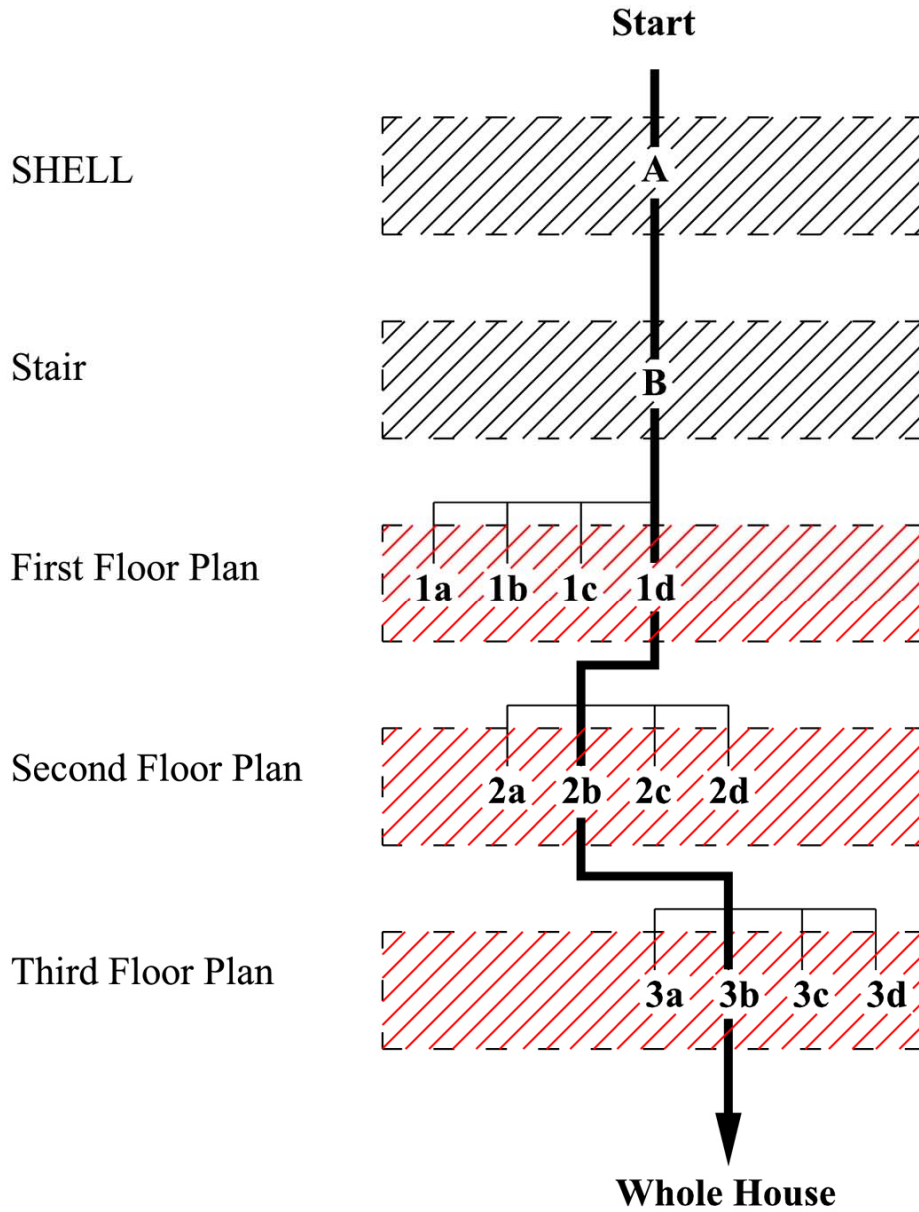 Start
SHELL A
Stair B
First Floor Plan 1a 1b 1c 1d
Second Floor Plan 2a 2b 2c 2d
Third Floor Plan 3a 3b 3c 3d
Whole House